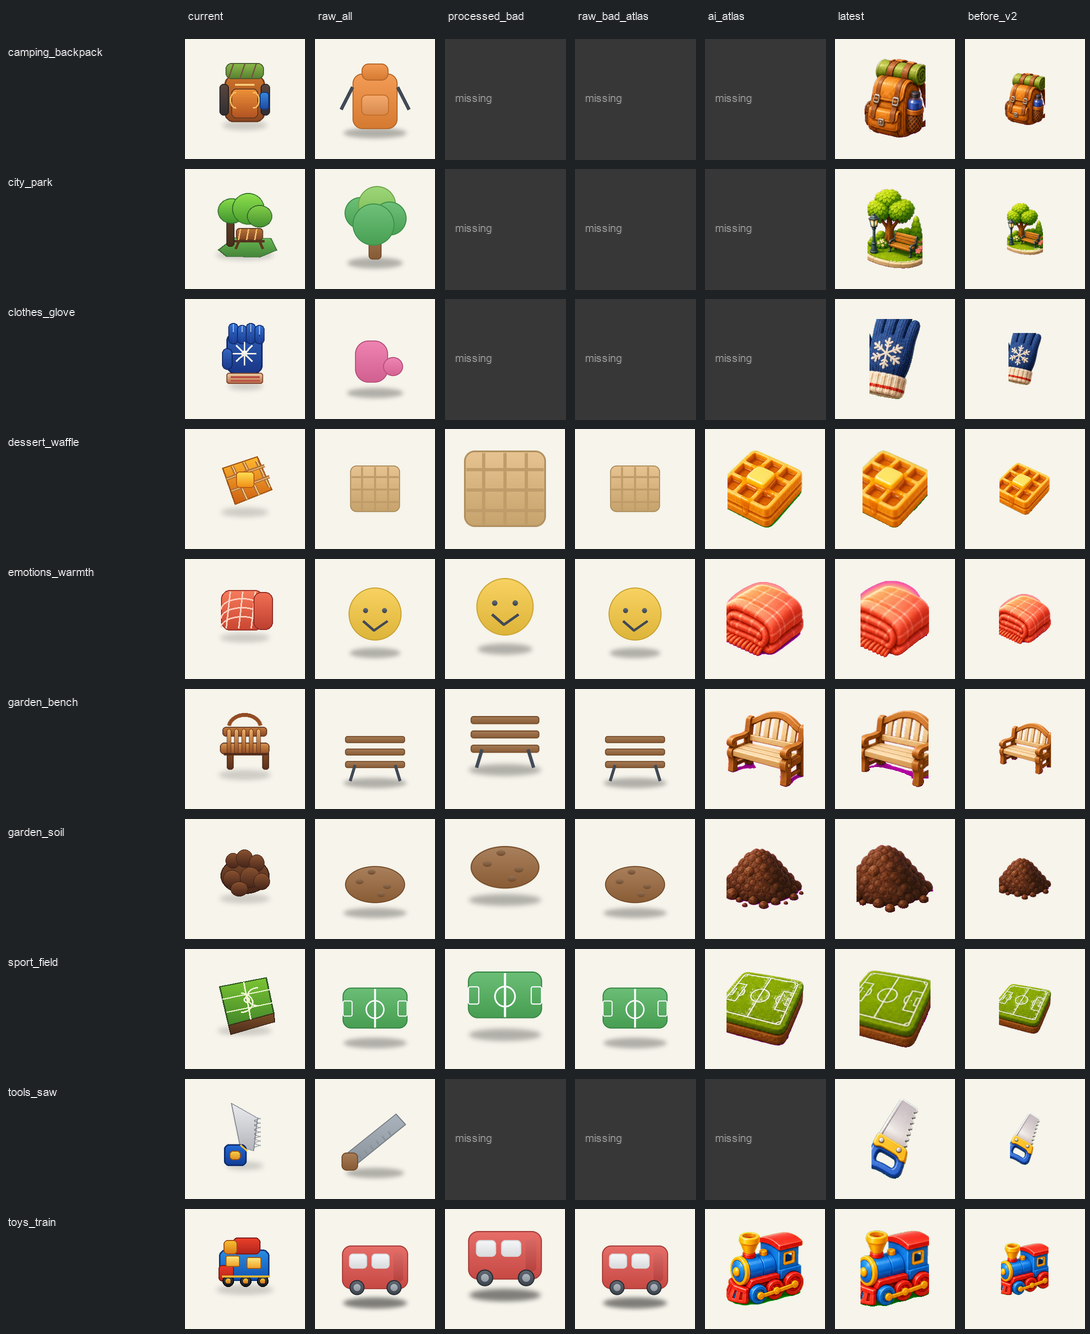 current raw_all processed_bad raw_bad_atlas ai_atlas latest before_v2
camping_backpack
missing missing missing
city_park
missing missing missing
clothes_glove
missing missing missing
dessert_waffle
emotions_warmth
garden_bench
garden_soil
sport_field
tools_saw
missing missing missing
toys_train